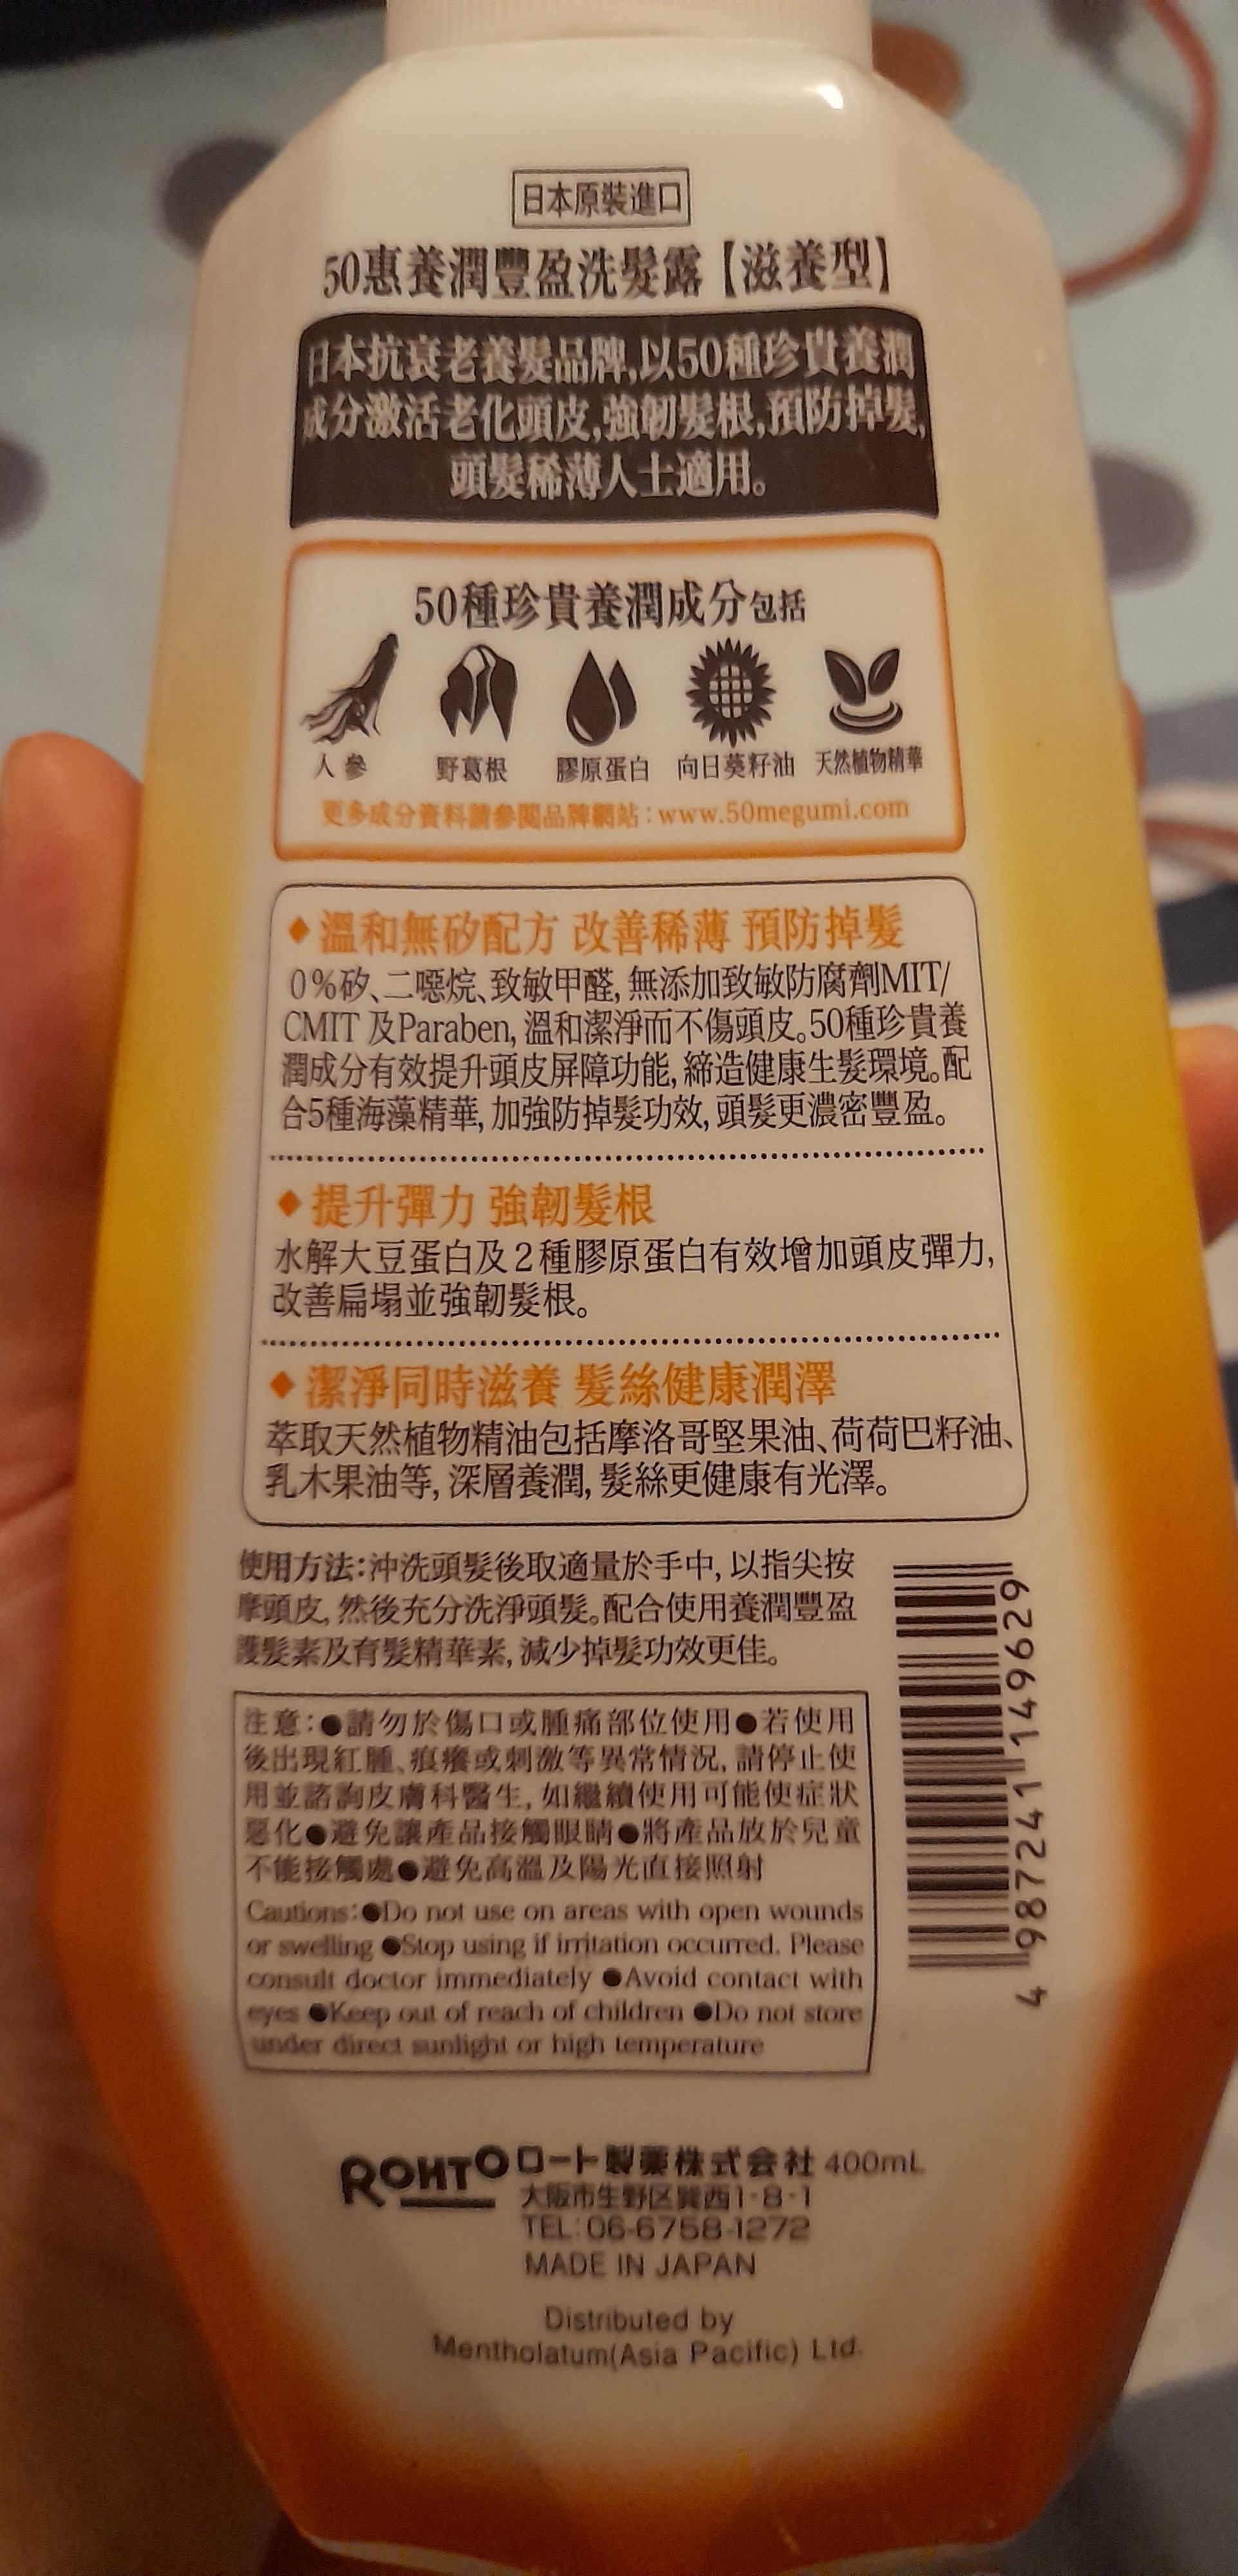 日本原裝進口
50惠養潤豐盈洗髮露【滋養型】
日本抗衰老養髮品牌,以50種珍貴養潤
成分激活老化頭皮,強韌髮根,預防掉髮,
頭髮稀薄人士適用。
50種珍貴養潤成分包括
人參 野葛根 膠原蛋白 向日葵籽油 天然植物精華
更多成分資料請參閱品牌網站:www.50megumi.com
◆溫和無矽配方 改善稀薄 預防掉髮
0%矽、二噁烷、致敏甲醛,無添加致敏防腐劑MIT/
CMIT 及Paraben,溫和潔淨而不傷頭皮。50種珍貴養
潤成分有效提升頭皮屏障功能,締造健康生髮環境。配
合5種海藻精華,加強防掉髮功效,頭髮更濃密豐盈。
◆提升彈力 強韌髮根
水解大豆蛋白及2種膠原蛋白有效增加頭皮彈力,
改善扁塌並強韌髮根。
◆潔淨同時滋養 髮絲健康潤澤
萃取天然植物精油包括摩洛哥堅果油、荷荷巴籽油、
乳木果油等,深層養潤,髮絲更健康有光澤。
使用方法:沖洗頭髮後取適量於手中,以指尖按
摩頭皮,然後充分洗淨頭髮。配合使用養潤豐盈
護髮素及育髮精華素,減少掉髮功效更佳。
注意:●請勿於傷口或腫痛部位使用●若使用
後出現紅腫、痕癢或刺激等異常情況,請停止使
用並諮詢皮膚科醫生,如繼續使用可能使症狀
惡化●避免讓產品接觸眼睛●將產品放於兒童
不能接觸處●避免高溫及陽光直接照射
Cautions:●Do not use on areas with open wounds
or swelling ●Stop using if irritation occurred. Please
consult doctor immediately ●Avoid contact with
eyes ●Keep out of reach of children ●Do not store
under direct sunlight or high temperature
4 987241 149629
ROHTO ロート製薬株式会社 400mL
大阪市生野区巽西1-8-1
TEL:06-6758-1272
MADE IN JAPAN
Distributed by
Mentholatum(Asia Pacific) Ltd.